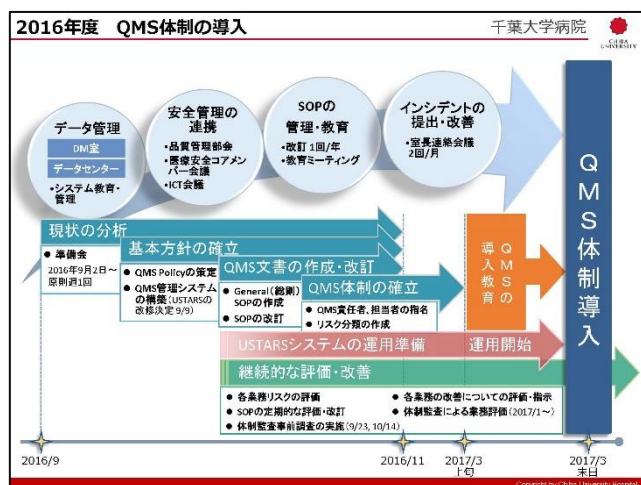 2016年度 QMS体制の導入
千葉大学病院
CHIBA
UNIVERSITY
データ管理
DM室
データセンター
•システム教育・
管理
安全管理の
連携
•品質管理部会
•医療安全コアメン
バー会議
•ICT会議
SOPの
管理・教育
•改訂 1回/年
•教育ミーティング
インシデントの
提出・改善
•室長連絡会議
2回/月
QMS体制導入
現状の分析
● 準備会
2016年9月2日～
原則週1回
基本方針の確立
● QMS Policyの策定
● QMS管理システム
の構築(USTARSの
改修決定 9/9)
QMS文書の作成・改訂
● General(総則)
SOPの作成
● SOPの改訂
QMS体制の確立
● QMS責任者、担当者の指名
● リスク分類の作成
QMSの
導入教育
USTARSシステムの運用準備
運用開始
継続的な評価・改善
● 各業務リスクの評価
● SOPの定期的な評価・改訂
● 体制監査事前調査の実施(9/23, 10/14)
● 各業務の改善についての評価・指示
● 体制監査による業務評価(2017/1～)
2016/9
2016/11
2017/3
上旬
2017/3
末日
Copyright by Chiba University Hospital